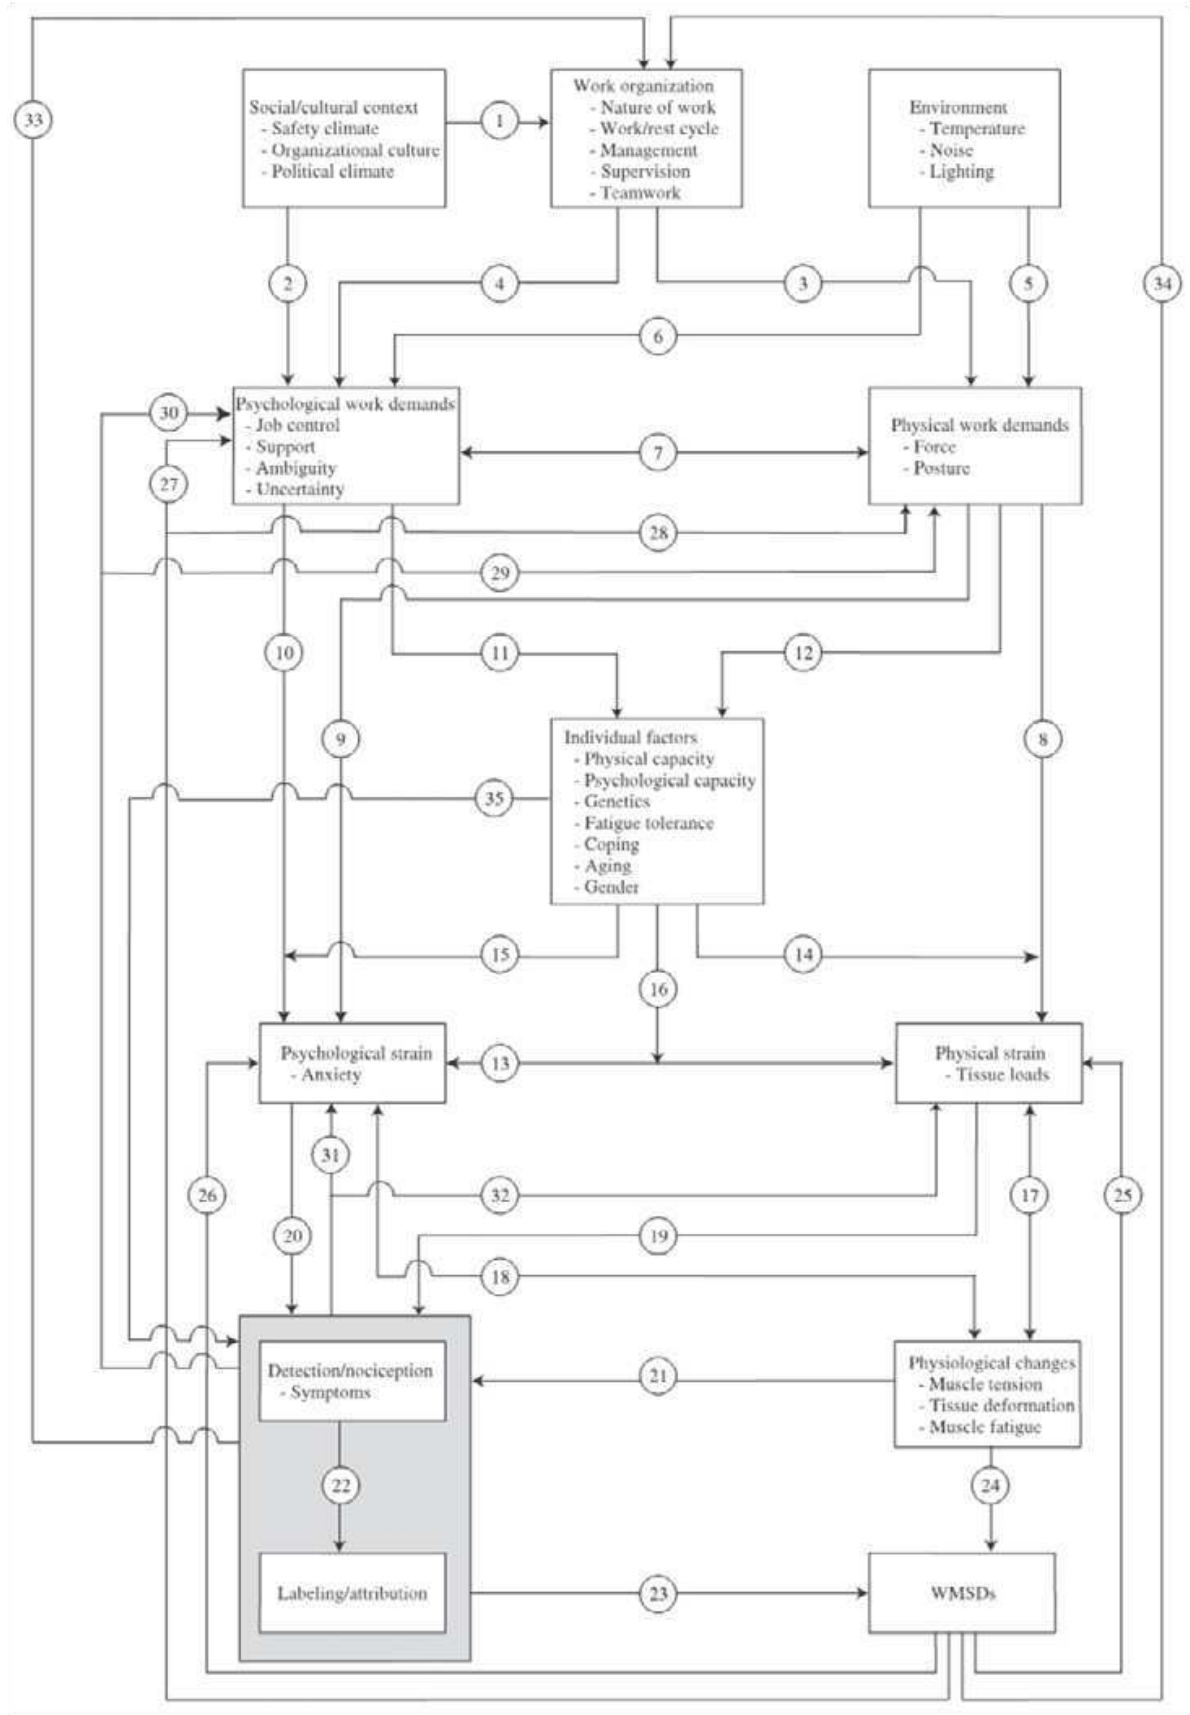 33
Social/cultural context
- Safety climate
- Organizational culture
- Political climate
1
Work organization
- Nature of work
- Work/rest cycle
- Management
- Supervision
- Teamwork
Environment
- Temperature
- Noise
- Lighting
2
4
3
5
34
6
30
27
Psychological work demands
- Job control
- Support
- Ambiguity
- Uncertainty
7
Physical work demands
- Force
- Posture
28
29
10
11
12
9
8
35
Individual factors
- Physical capacity
- Psychological capacity
- Genetics
- Fatigue tolerance
- Coping
- Aging
- Gender
15
14
16
Psychological strain
- Anxiety
13
Physical strain
- Tissue loads
31
26
32
17
25
20
19
18
Detection/nociception
- Symptoms
21
Physiological changes
- Muscle tension
- Tissue deformation
- Muscle fatigue
22
24
Labeling/attribution
23
WMSDs